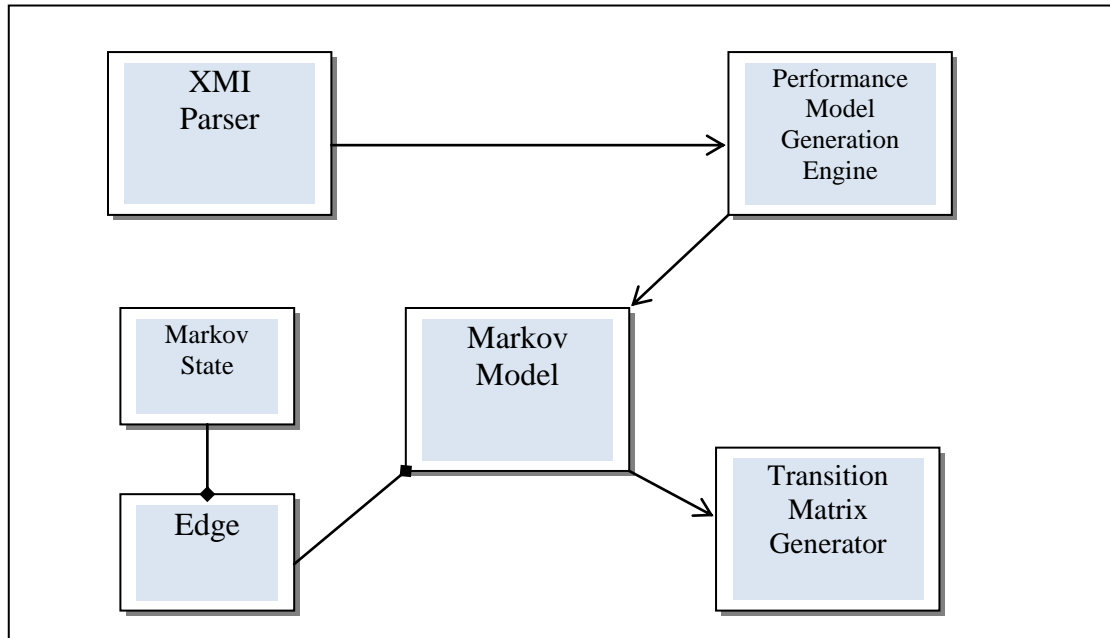 XMI
Parser
Performance
Model
Generation
Engine
Markov
State
Markov
Model
Edge
Transition
Matrix
Generator